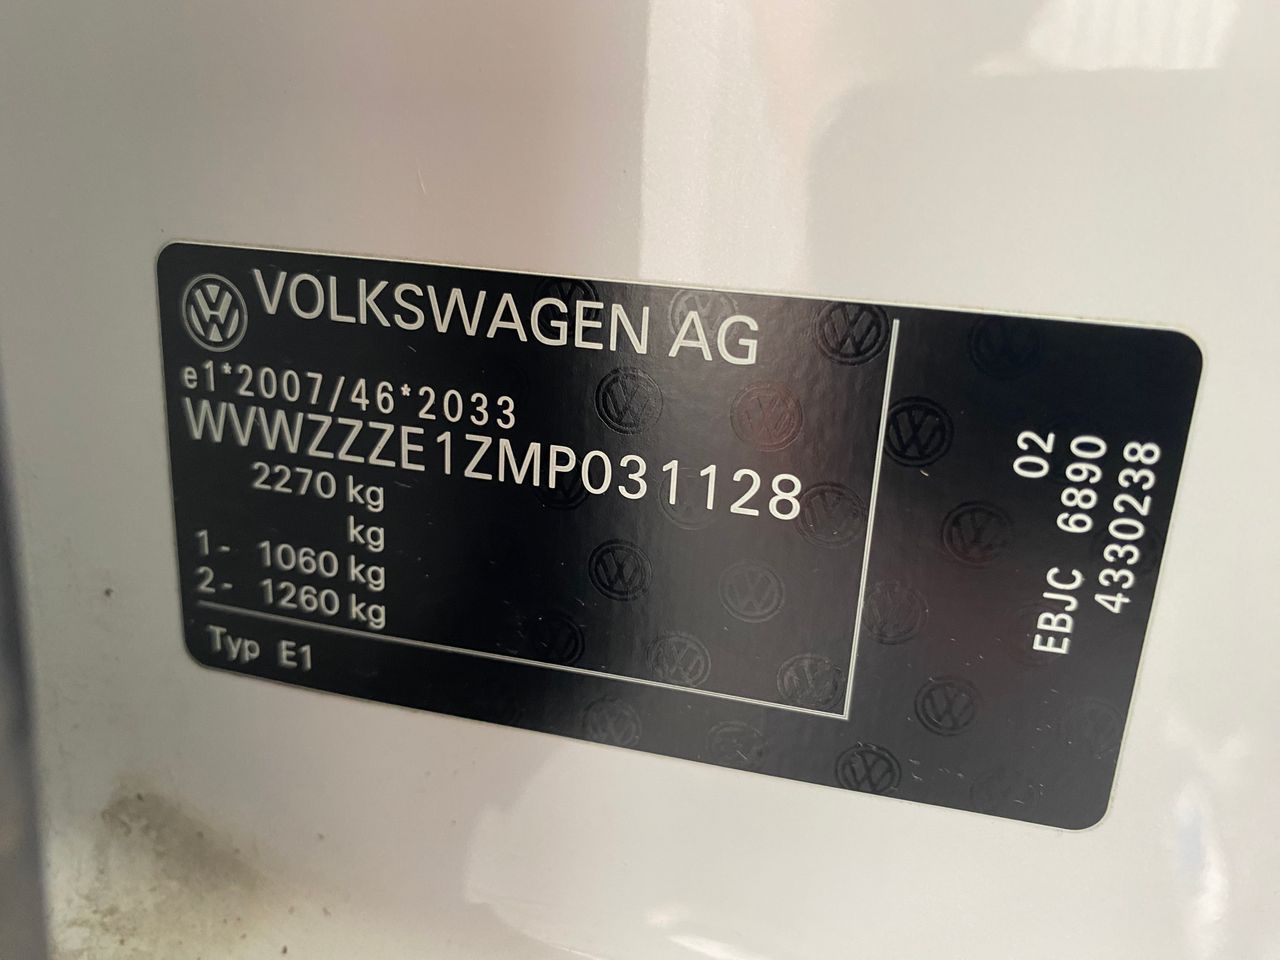 VOLKSWAGEN AG
e1*2007/46*2033
WVWZZZE1ZMP031128
2270 kg
kg
1- 1060 kg
2- 1260 kg
Typ E1
02
EBJC 6890
4330238